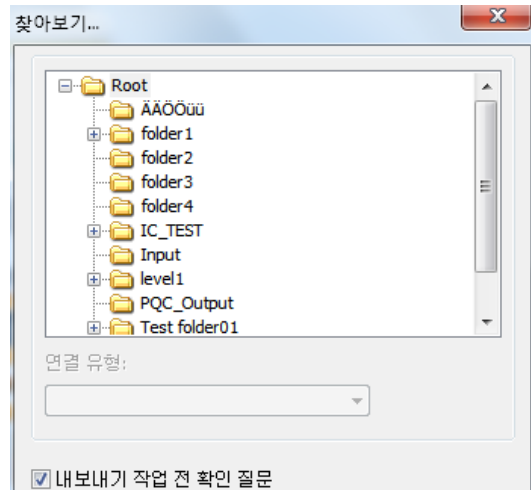 찾아보기...
Root
ÄÄÖÖüü
folder1
folder2
folder3
folder4
IC_TEST
Input
level1
PQC_Output
Test folder01
연결 유형:
내보내기 작업 전 확인 질문